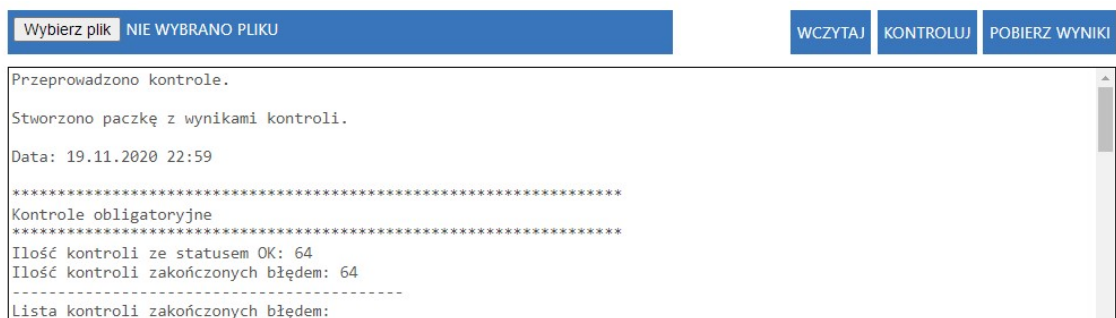 Wybierz plik NIE WYBRANO PLIKU WCZYTAJ KONTROLUJ POBIERZ WYNIKI
Przeprowadzono kontrole.
Stworzono paczkę z wynikami kontroli.
Data: 19.11.2020 22:59
*******************************************************************
Kontrole obligatoryjne
*******************************************************************
Ilość kontroli ze statusem OK: 64
Ilość kontroli zakończonych błędem: 64
-------------------------------------------
Lista kontroli zakończonych błędem: